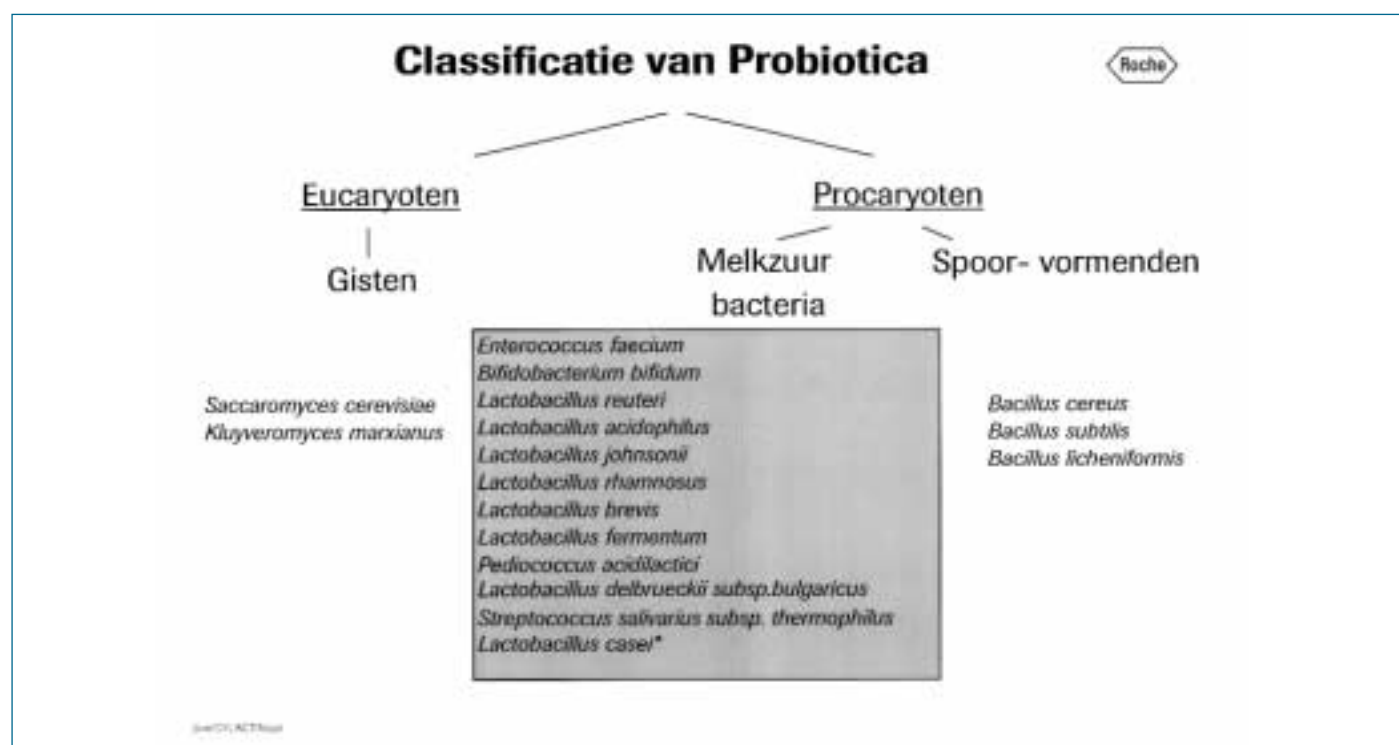 Classificatie van Probiotica
Roche
Eucaryoten
Procaryoten
Gisten
Melkzuur
bacteria
Spoor- vormenden
Saccaromyces cerevisiae
Kluyveromyces marxianus
Enterococcus faecium
Bifidobacterium bifidum
Lactobacillus reuteri
Lactobacillus acidophilus
Lactobacillus johnsonii
Lactobacillus rhamnosus
Lactobacillus brevis
Lactobacillus fermentum
Pediococcus acidilactici
Lactobacillus delbrueckii subsp.bulgaricus
Streptococcus salivarius subsp. thermophilus
Lactobacillus casei*
Bacillus cereus
Bacillus subtilis
Bacillus licheniformis